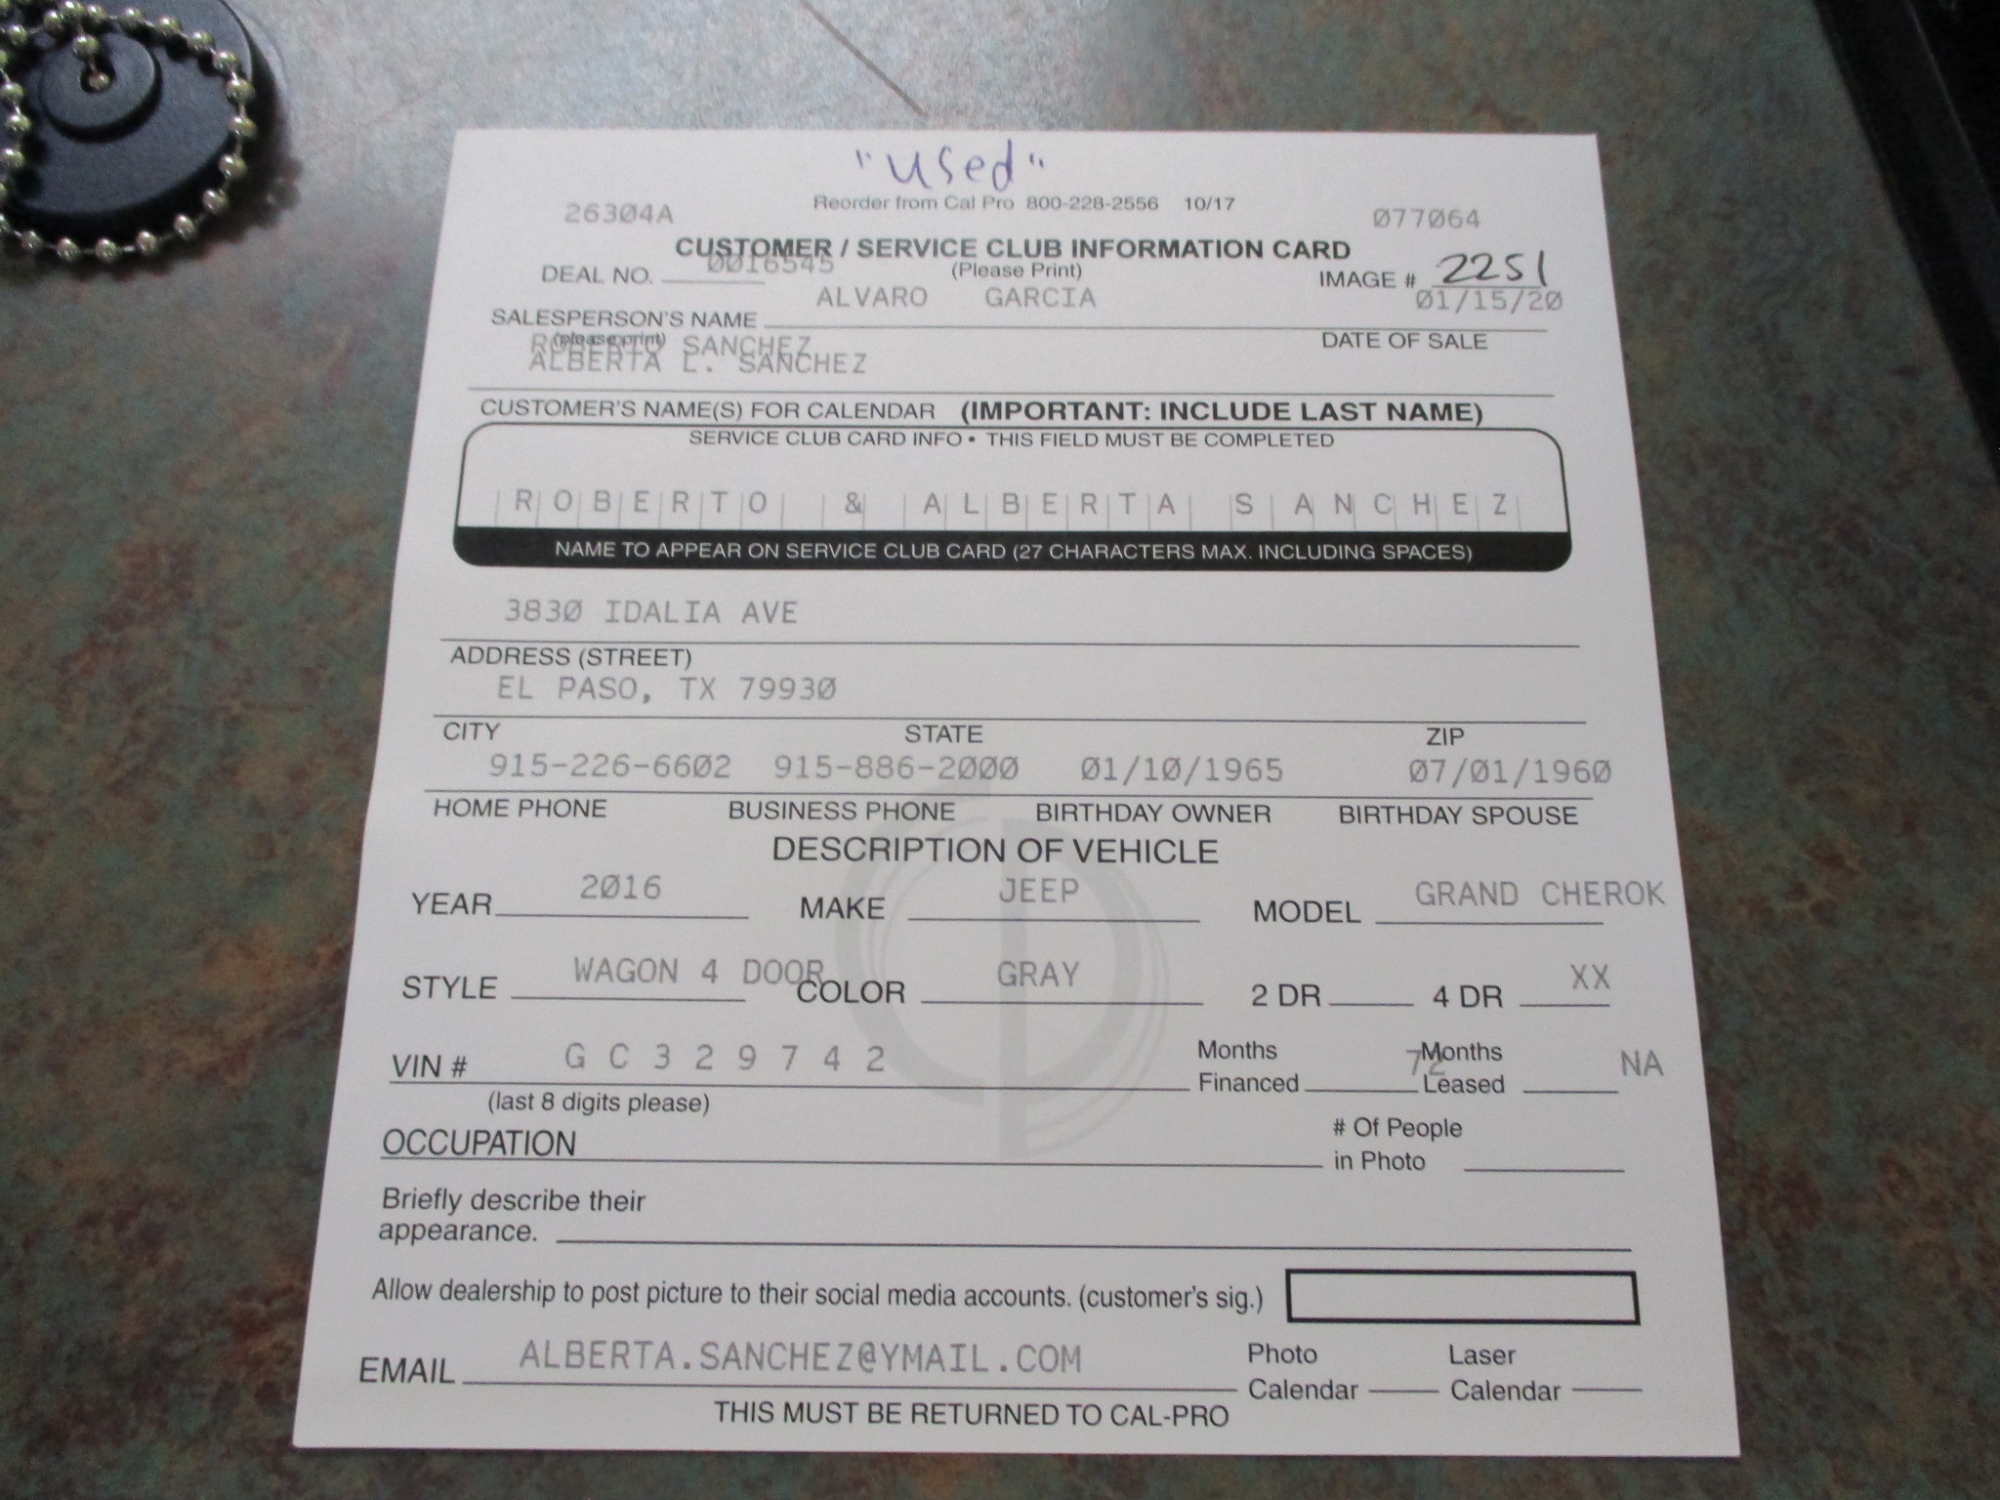 "used"
Reorder from Cal Pro 800-228-2556 10/17
26304A 077064
CUSTOMER / SERVICE CLUB INFORMATION CARD
DEAL NO. 0016545 (Please Print) IMAGE # 2251
ALVARO GARCIA 01/15/20
SALESPERSON'S NAME
(please print) DATE OF SALE
ROBERTO SANCHEZ
ALBERTA L. SANCHEZ
CUSTOMER'S NAME(S) FOR CALENDAR (IMPORTANT: INCLUDE LAST NAME)
SERVICE CLUB CARD INFO • THIS FIELD MUST BE COMPLETED
ROBERTO & ALBERTA SANCHEZ
NAME TO APPEAR ON SERVICE CLUB CARD (27 CHARACTERS MAX. INCLUDING SPACES)
3830 IDALIA AVE
ADDRESS (STREET)
EL PASO, TX 79930
CITY STATE ZIP
915-226-6602 915-886-2000 01/10/1965 07/01/1960
HOME PHONE BUSINESS PHONE BIRTHDAY OWNER BIRTHDAY SPOUSE
DESCRIPTION OF VEHICLE
YEAR 2016 MAKE JEEP MODEL GRAND CHEROK
STYLE WAGON 4 DOOR COLOR GRAY 2 DR 4 DR XX
VIN # G C 3 2 9 7 4 2 Months Financed 72 Months Leased NA
(last 8 digits please)
OCCUPATION # Of People in Photo
Briefly describe their
appearance.
Allow dealership to post picture to their social media accounts. (customer's sig.)
EMAIL ALBERTA.SANCHEZ@YMAIL.COM Photo Calendar Laser Calendar
THIS MUST BE RETURNED TO CAL-PRO